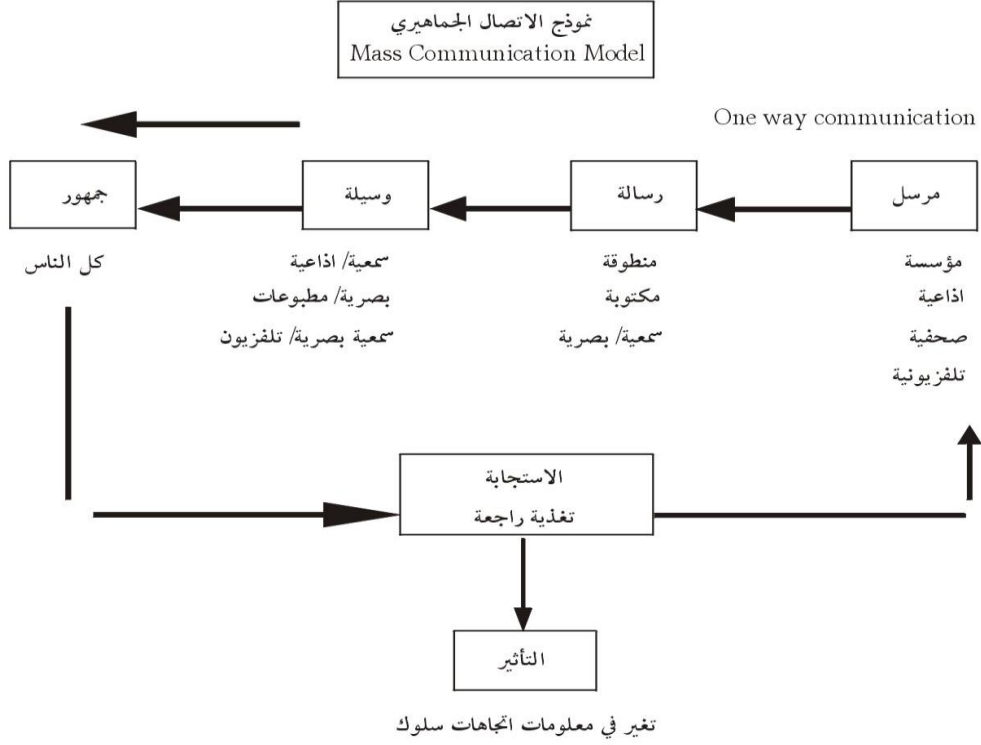 نموذج الاتصال الجماهيري
Mass Communication Model
One way communication
مرسل
رسالة
وسيلة
جمهور
مؤسسة
اذاعية
صحفية
تلفزيونية
منطوقة
مكتوبة
سمعية/ بصرية
سمعية/ اذاعية
بصرية/ مطبوعات
سمعية بصرية/ تلفزيون
كل الناس
الاستجابة
تغذية راجعة
التأثير
تغير في معلومات اتجاهات سلوك